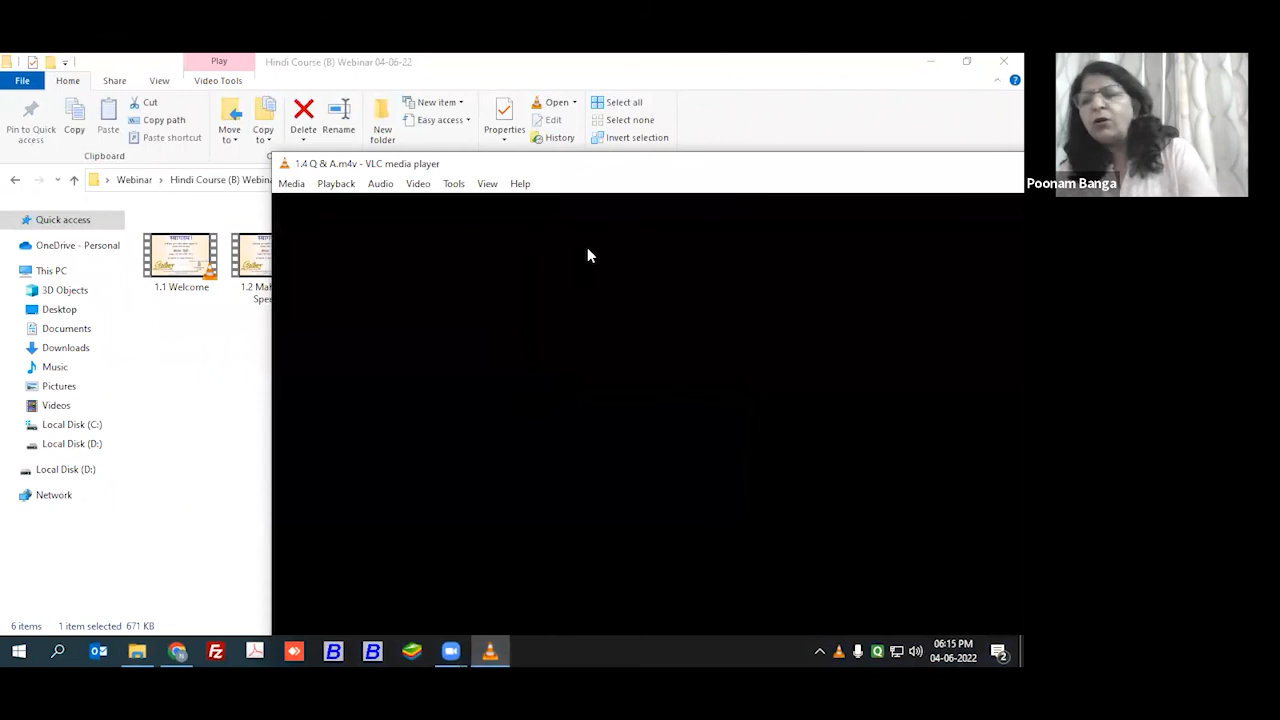 Play
Hindi Course (B) Webinar 04-06-22
File
Home
Share
View
Video Tools
Pin to Quick
access
Copy
Paste
Cut
Copy path
Paste shortcut
Clipboard
Move
to
Copy
to
Delete
Rename
New
folder
New item
Easy access
Properties
Open
Edit
History
Select all
Select none
Invert selection
Webinar
Hindi Course (B) Webina
1.4 Q & A.m4v - VLC media player
Media
Playback
Audio
Video
Tools
View
Help
Poonam Banga
Quick access
OneDrive - Personal
This PC
3D Objects
Desktop
Documents
Downloads
Music
Pictures
Videos
Local Disk (C:)
Local Disk (D:)
Local Disk (D:)
Network
स्वागतम!
1.1 Welcome
6 items
1 item selected 671 KB
06:15 PM
04-06-2022
2